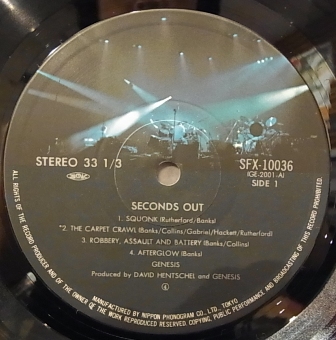 STEREO 33 1/3
SFX-10036
(GE-2001-A)
SIDE 1
SECONDS OUT
1. SQUONK (Rutherford/Banks)
*2. THE CARPET CRAWL (Banks/Collins/Gabriel/Hackett/Rutherford)
3. ROBBERY, ASSAULT AND BATTERY (Banks/Collins)
4. AFTERGLOW (Banks)
GENESIS
Produced by DAVID HENTSCHEL and GENESIS
ALL RIGHTS OF THE RECORD PRODUCER AND OF THE OWNER OF THE WORK REPRODUCED RESERVED. COPYING, PUBLIC PERFORMANCE AND BROADCASTING OF THIS RECORD PROHIBITED.
MANUFACTURED BY NIPPON PHONOGRAM CO., LTD., TOKYO